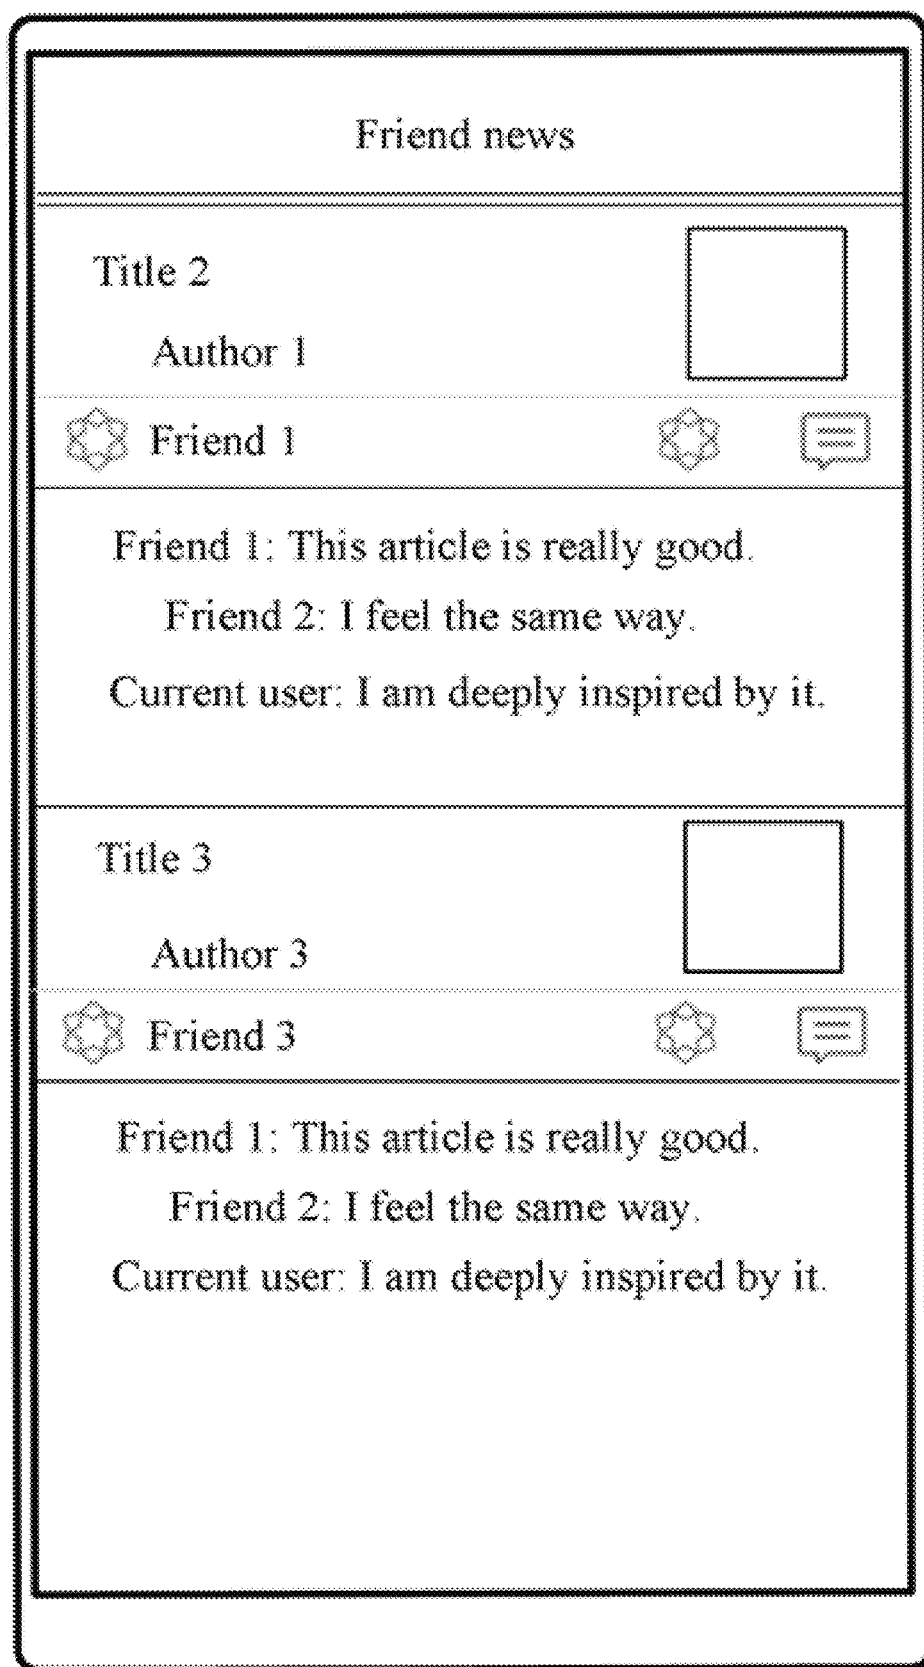 Friend news
Title 2
Author 1
Friend 1
Friend 1: This article is really good.
Friend 2: I feel the same way.
Current user: I am deeply inspired by it.
Title 3
Author 3
Friend 3
Friend 1: This article is really good.
Friend 2: I feel the same way.
Current user: I am deeply inspired by it.